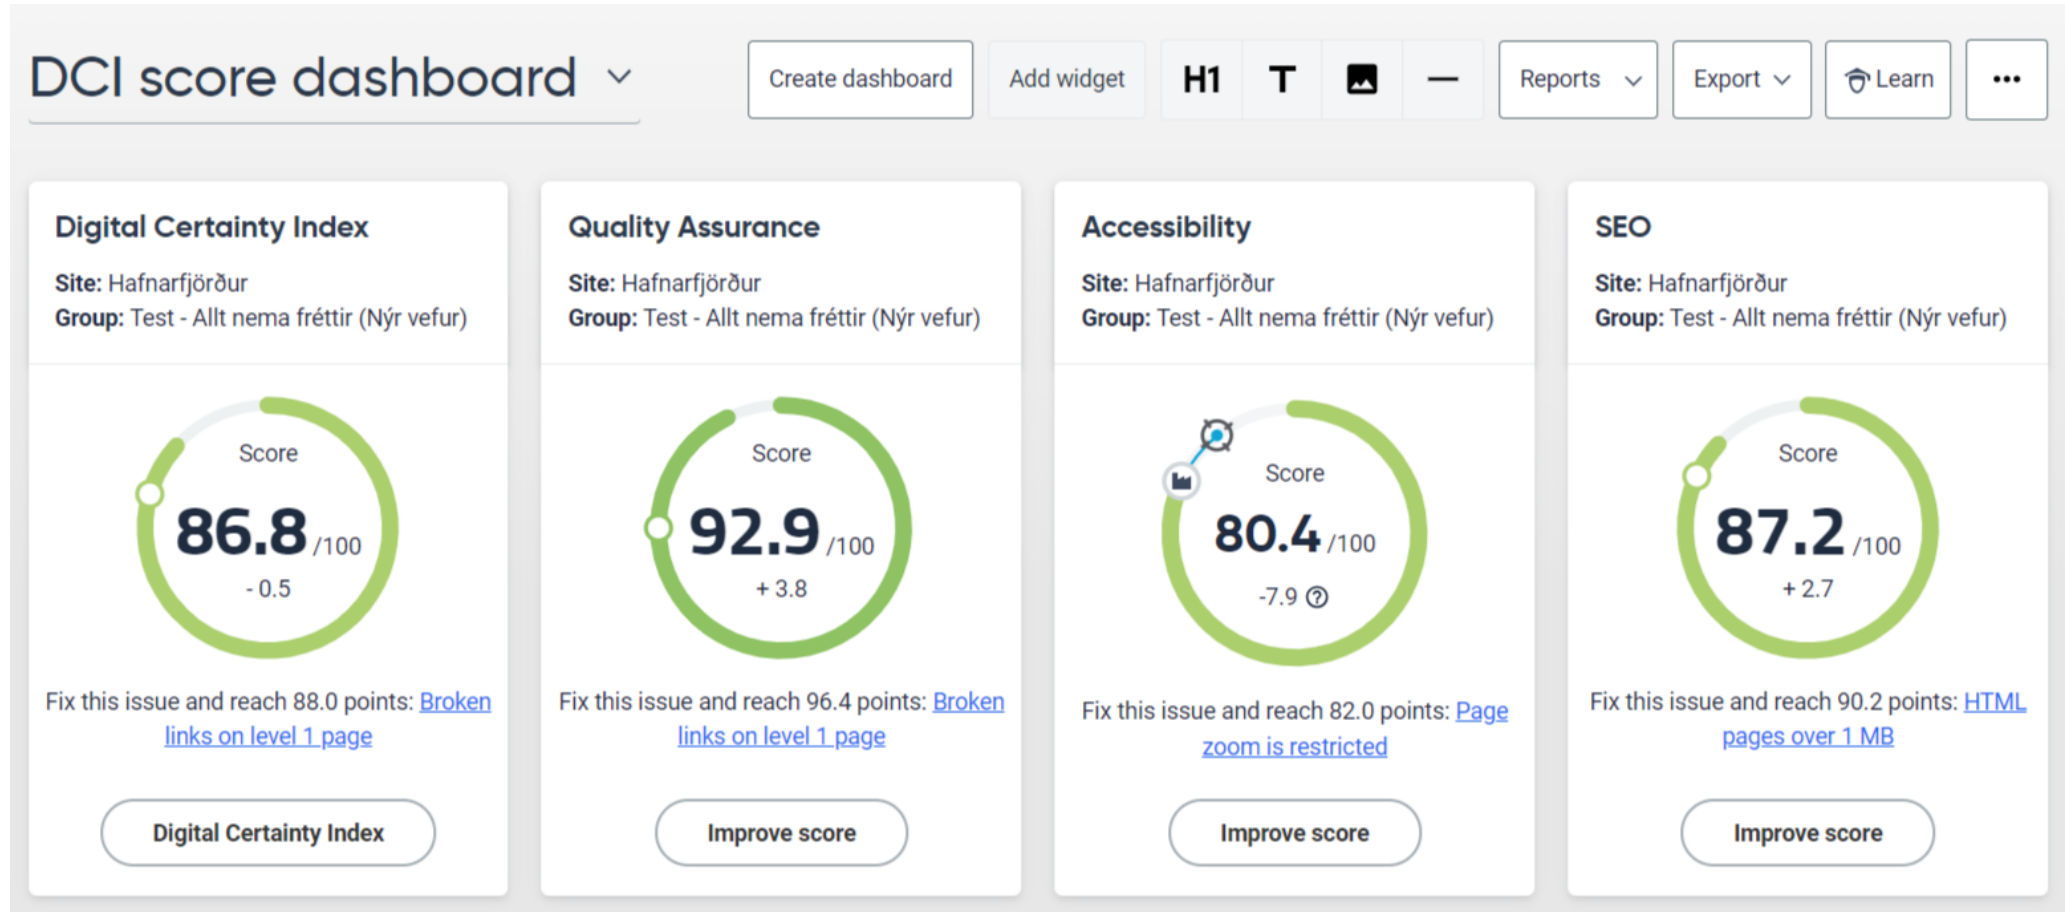 DCI score dashboard
Create dashboard
Add widget
H1
T
Reports
Export
Learn
Digital Certainty Index
Site: Hafnarfjörður
Group: Test - Allt nema fréttir (Nýr vefur)
Score
86.8 /100
- 0.5
Fix this issue and reach 88.0 points: Broken
links on level 1 page
Digital Certainty Index
Quality Assurance
Site: Hafnarfjörður
Group: Test - Allt nema fréttir (Nýr vefur)
Score
92.9 /100
+ 3.8
Fix this issue and reach 96.4 points: Broken
links on level 1 page
Improve score
Accessibility
Site: Hafnarfjörður
Group: Test - Allt nema fréttir (Nýr vefur)
Score
80.4 /100
-7.9
Fix this issue and reach 82.0 points: Page
zoom is restricted
Improve score
SEO
Site: Hafnarfjörður
Group: Test - Allt nema fréttir (Nýr vefur)
Score
87.2 /100
+ 2.7
Fix this issue and reach 90.2 points: HTML
pages over 1 MB
Improve score